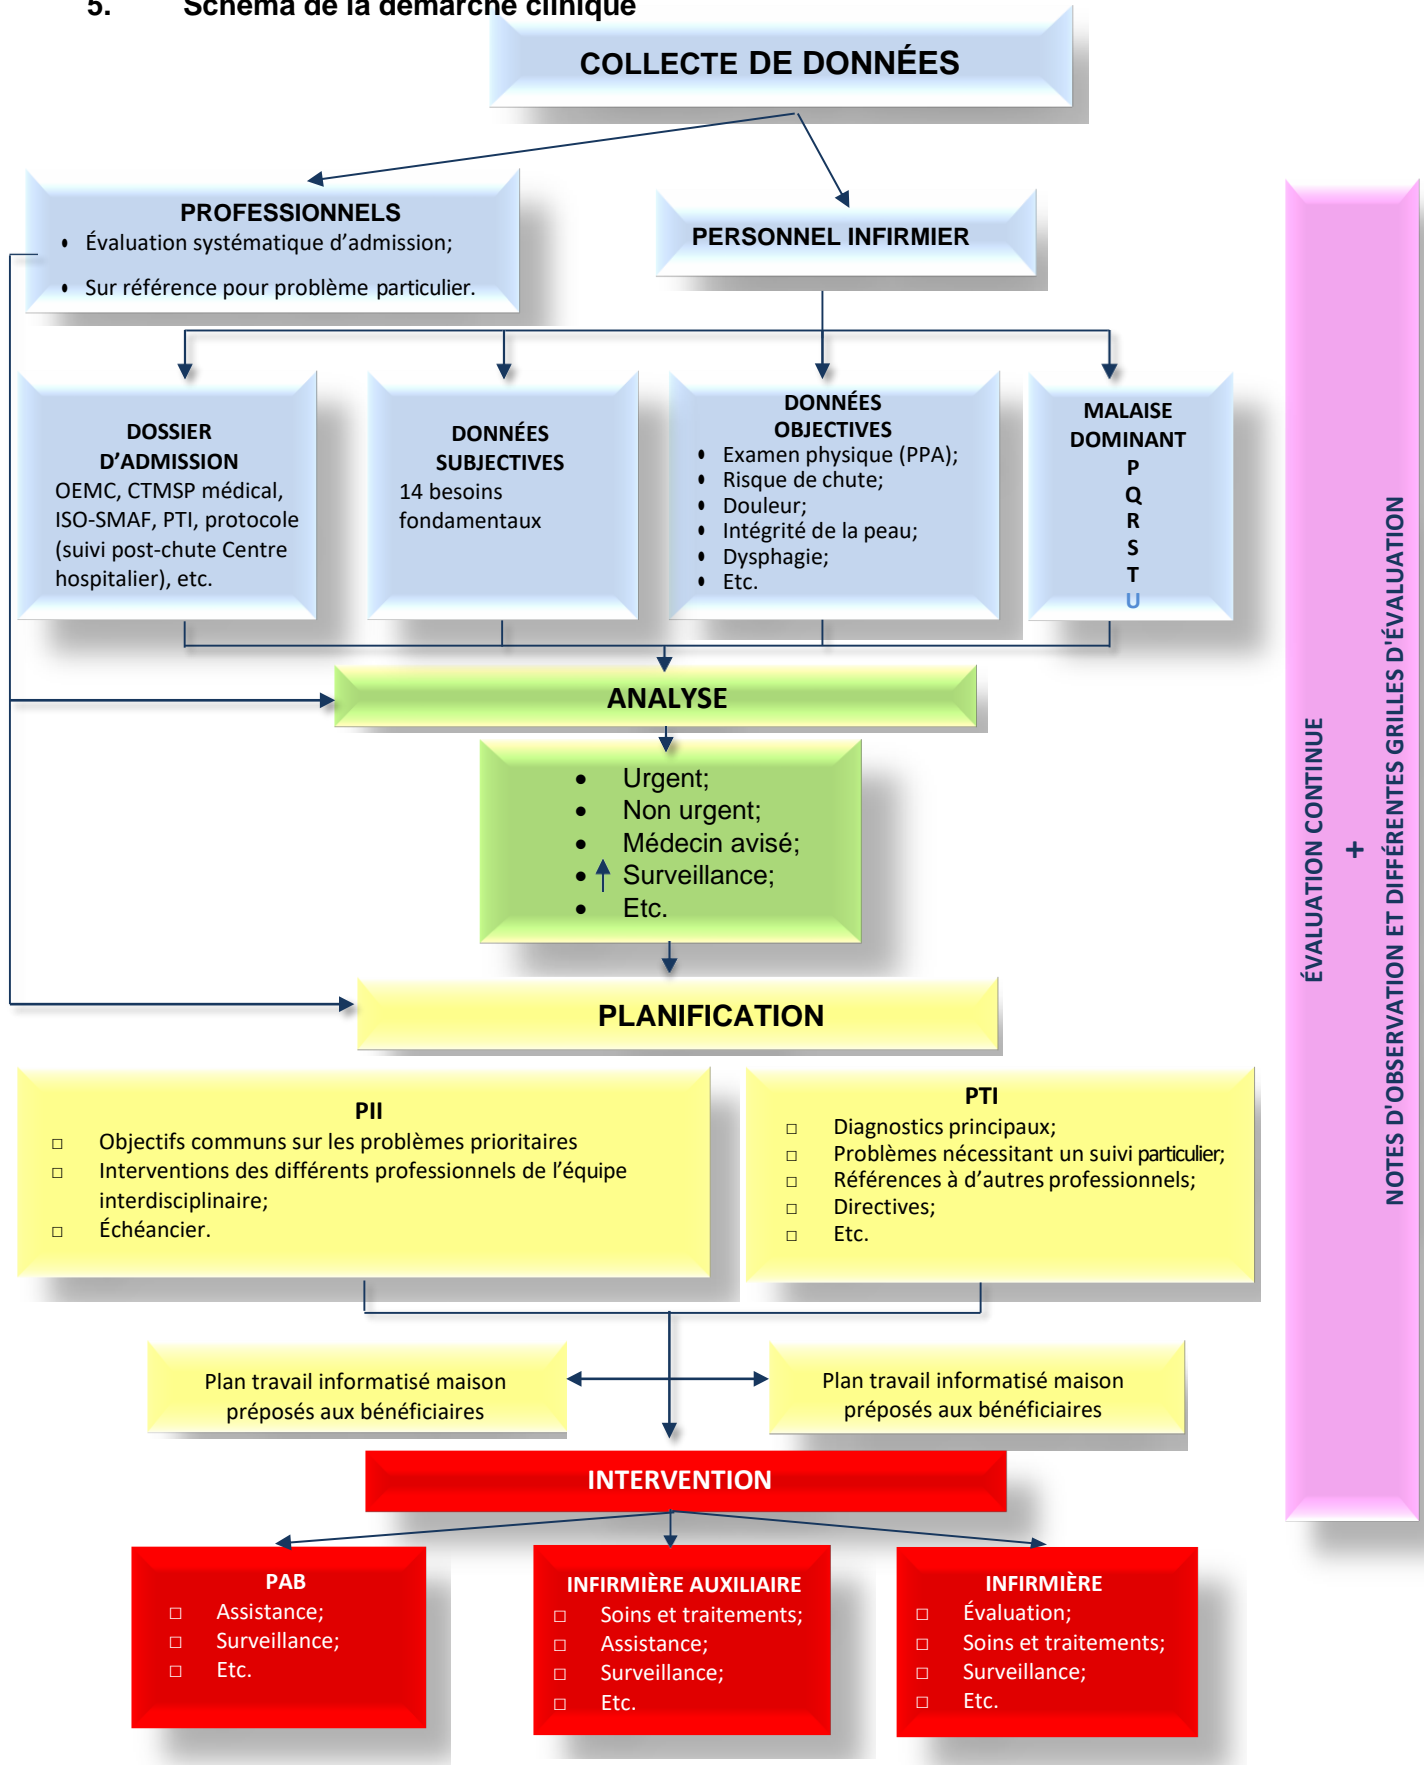 5. Schéma de la démarche clinique
COLLECTE DE DONNÉES
PROFESSIONNELS
• Évaluation systématique d'admission;
• Sur référence pour problème particulier.
PERSONNEL INFIRMIER
DOSSIER
D'ADMISSION
OEMC, CTMSP médical,
ISO-SMAF, PTI, protocole
(suivi post-chute Centre
hospitalier), etc.
DONNÉES
SUBJECTIVES
14 besoins
fondamentaux
DONNÉES
OBJECTIVES
• Examen physique (PPA);
• Risque de chute;
• Douleur;
• Intégrité de la peau;
• Dysphagie;
• Etc.
MALAISE
DOMINANT
P
Q
R
S
T
U
ANALYSE
• Urgent;
• Non urgent;
• Médecin avisé;
• ↑ Surveillance;
• Etc.
PLANIFICATION
PII
□ Objectifs communs sur les problèmes prioritaires
□ Interventions des différents professionnels de l'équipe
interdisciplinaire;
□ Échéancier.
PTI
□ Diagnostics principaux;
□ Problèmes nécessitant un suivi particulier;
□ Références à d'autres professionnels;
□ Directives;
□ Etc.
Plan travail informatisé maison
préposés aux bénéficiaires
Plan travail informatisé maison
préposés aux bénéficiaires
INTERVENTION
PAB
□ Assistance;
□ Surveillance;
□ Etc.
INFIRMIÈRE AUXILIAIRE
□ Soins et traitements;
□ Assistance;
□ Surveillance;
□ Etc.
INFIRMIÈRE
□ Évaluation;
□ Soins et traitements;
□ Surveillance;
□ Etc.
ÉVALUATION CONTINUE
+
NOTES D'OBSERVATION ET DIFFÉRENTES GRILLES D'ÉVALUATION